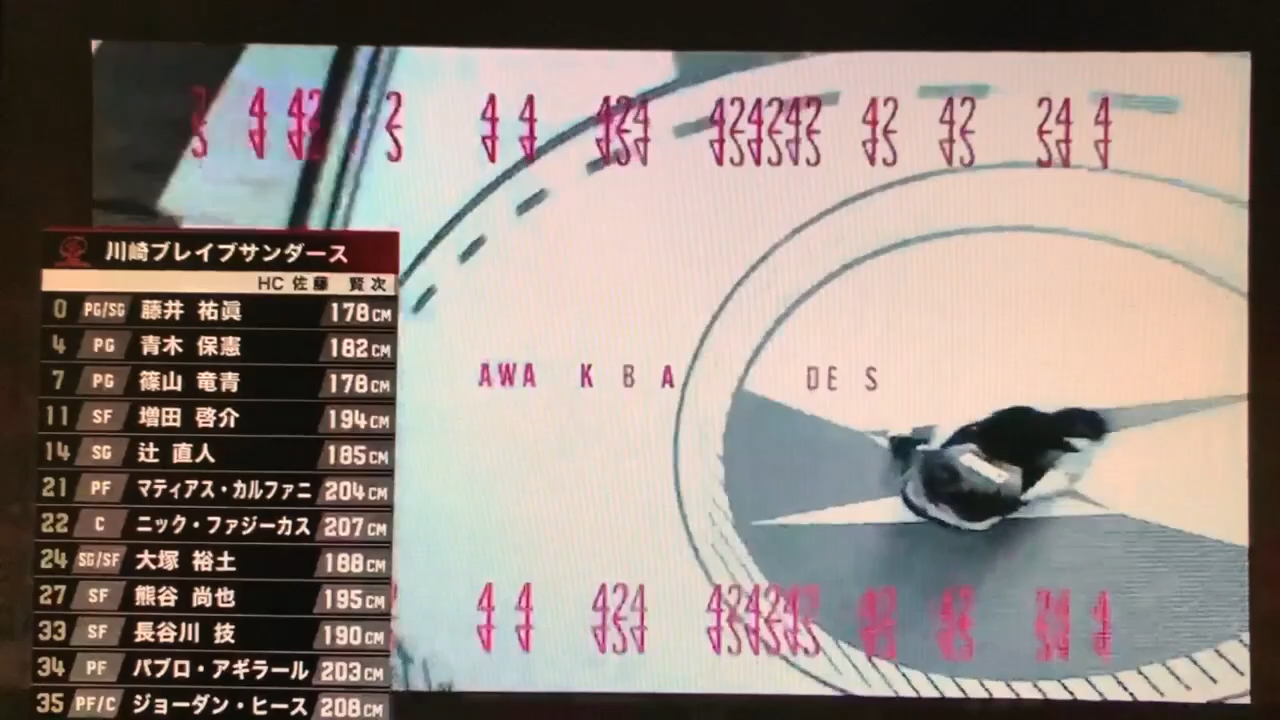 川崎ブレイブサンダース
HC 佐藤 賢次
0 PG/SG 藤井 祐眞 178CM
4 PG 青木 保憲 182CM
7 PG 篠山 竜青 178CM
11 SF 増田 啓介 194CM
14 SG 辻 直人 185CM
21 PF マティアス・カルファニ 204CM
22 C ニック・ファジーカス 207CM
24 SG/SF 大塚 裕土 188CM
27 SF 熊谷 尚也 195CM
33 SF 長谷川 技 190CM
34 PF パブロ・アギラール 203CM
35 PF/C ジョーダン・ヒース 208CM
AWA K B A DE S